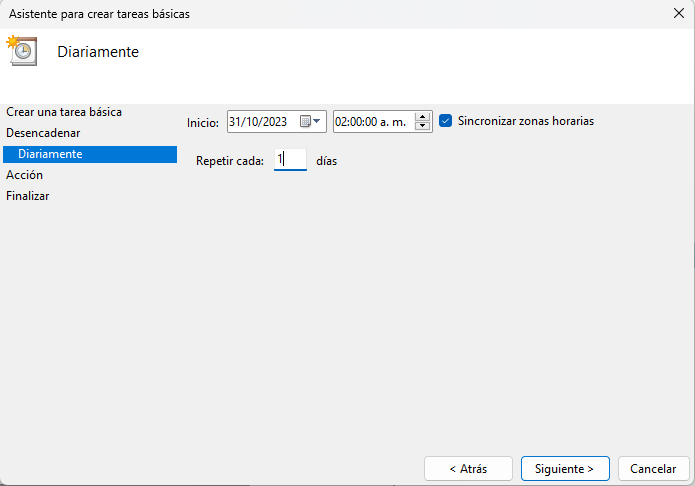 Asistente para crear tareas básicas
Diariamente
Crear una tarea básica
Desencadenar
Diariamente
Acción
Finalizar
Inicio: 31/10/2023 02:00:00 a. m. Sincronizar zonas horarias
Repetir cada: 1 días
< Atrás Siguiente > Cancelar